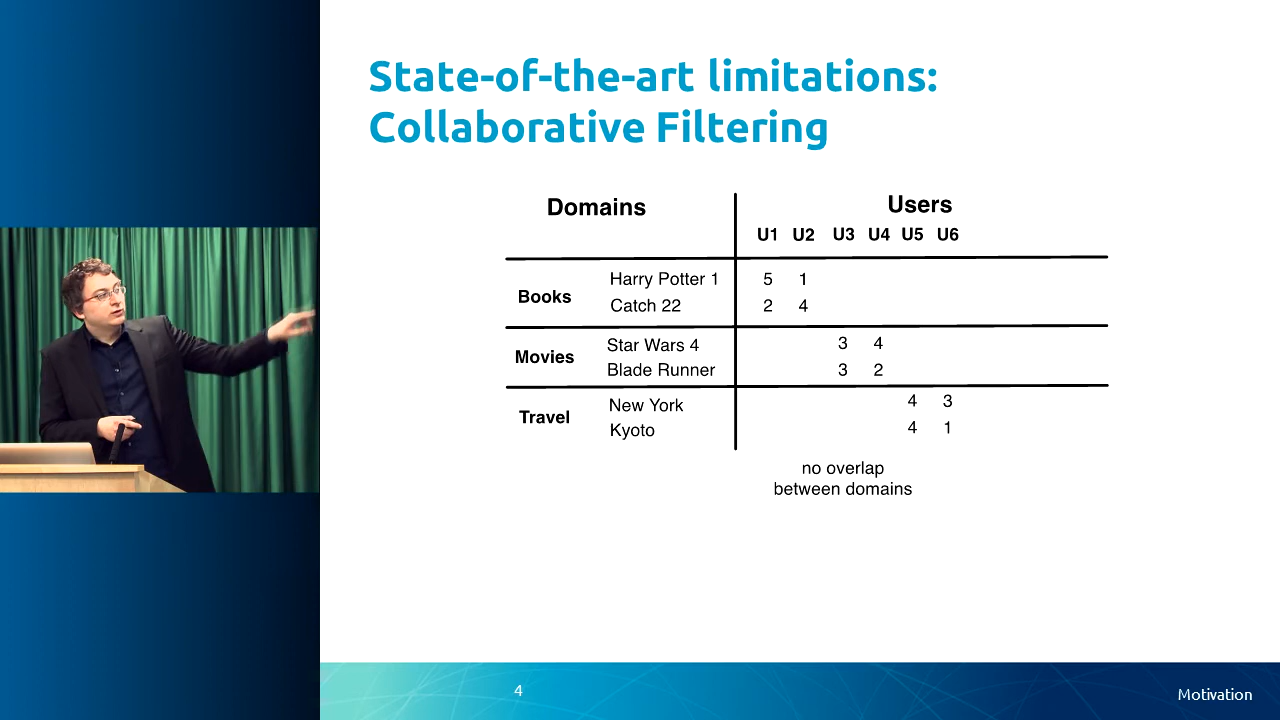 State-of-the-art limitations:
Collaborative Filtering
Domains
Users
U1 U2 U3 U4 U5 U6
Books
Harry Potter 1 5 1
Catch 22 2 4
Movies
Star Wars 4 3 4
Blade Runner 3 2
Travel
New York 4 3
Kyoto 4 1
no overlap
between domains
4
Motivation